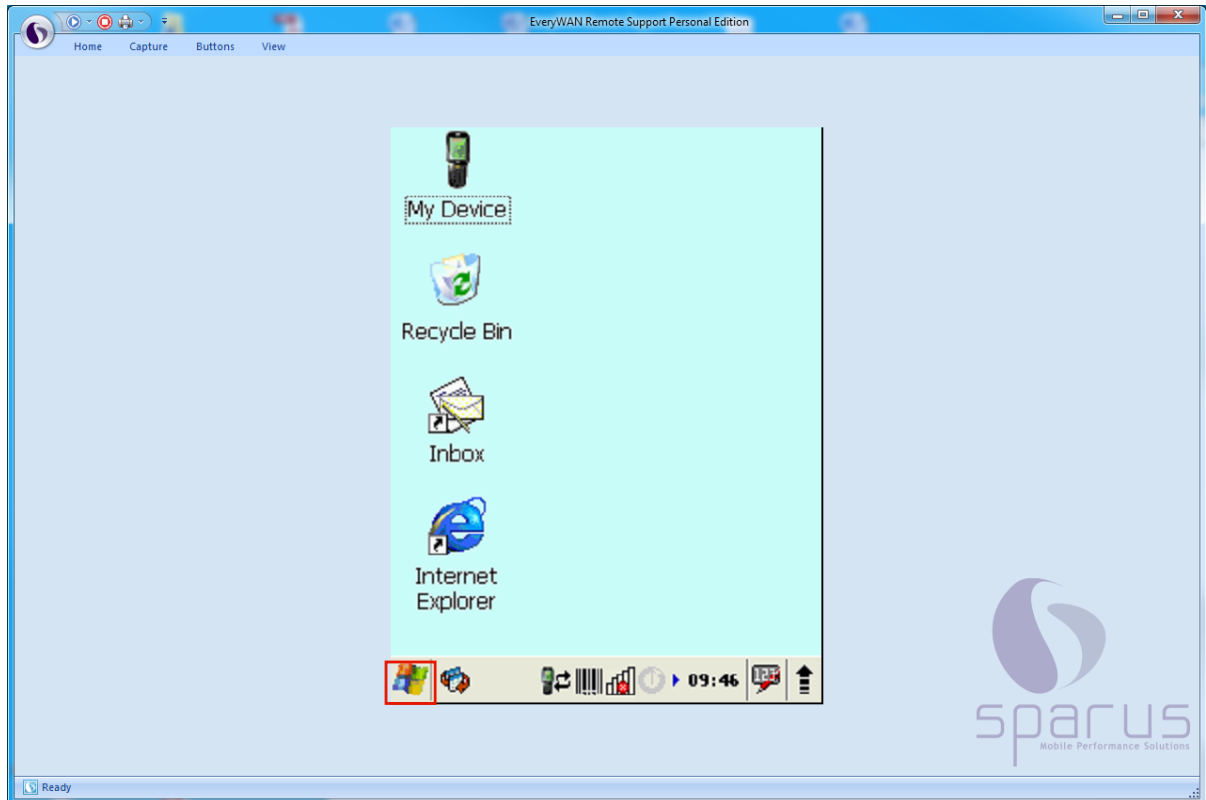 EveryWAN Remote Support Personal Edition
Home Capture Buttons View
My Device
Recycle Bin
Inbox
Internet
Explorer
09:46
sparus
Mobile Performance Solutions
Ready